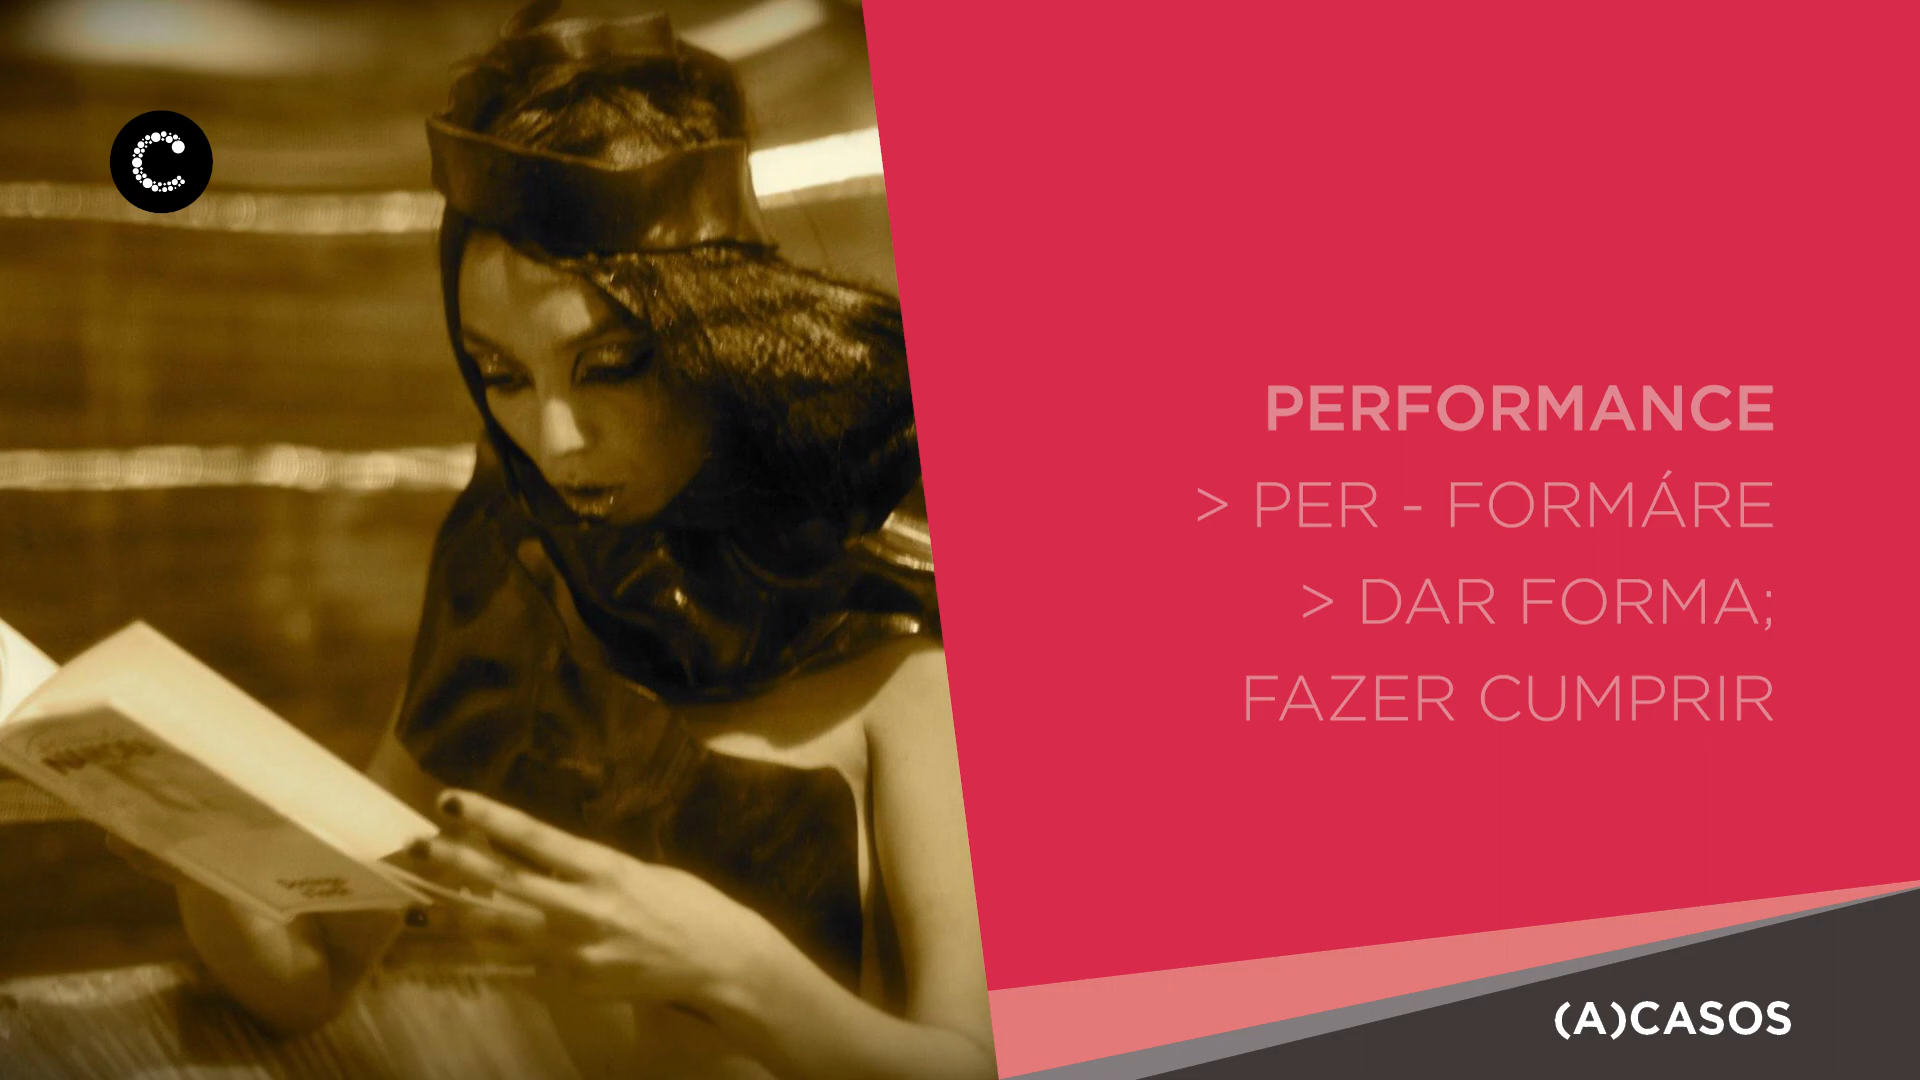 C
PERFORMANCE
> PER - FORMÁRE
> DAR FORMA;
FAZER CUMPRIR
(A)CASOS